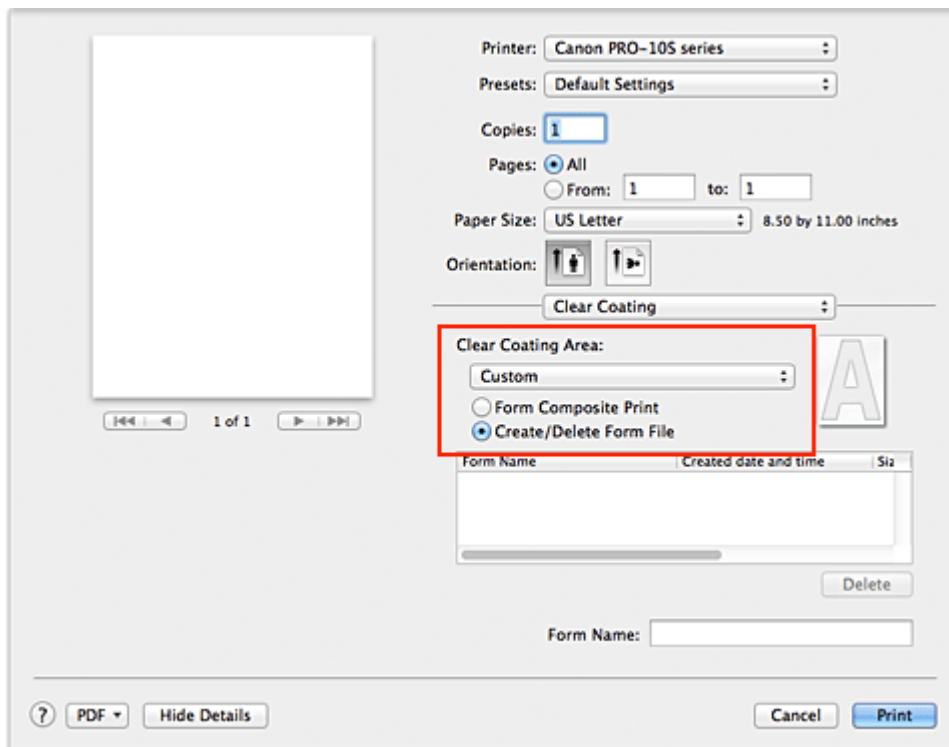 Printer: Canon PRO-10S series
Presets: Default Settings
Copies: 1
Pages: All
From: 1 to: 1
Paper Size: US Letter 8.50 by 11.00 inches
Orientation:
Clear Coating
Clear Coating Area:
Custom
A
Form Composite Print
1 of 1
Create/Delete Form File
Form Name Created date and time Siz
Delete
Form Name:
? PDF Hide Details Cancel Print